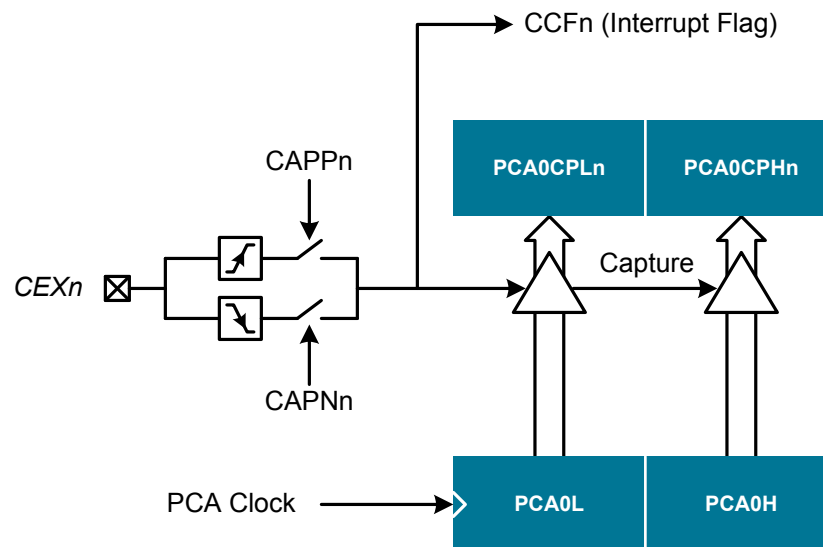 CCFn (Interrupt Flag)
PCA0CPLn
PCA0CPHn
CAPPn
Capture
CEXn
CAPNn
PCA Clock
PCA0L
PCA0H